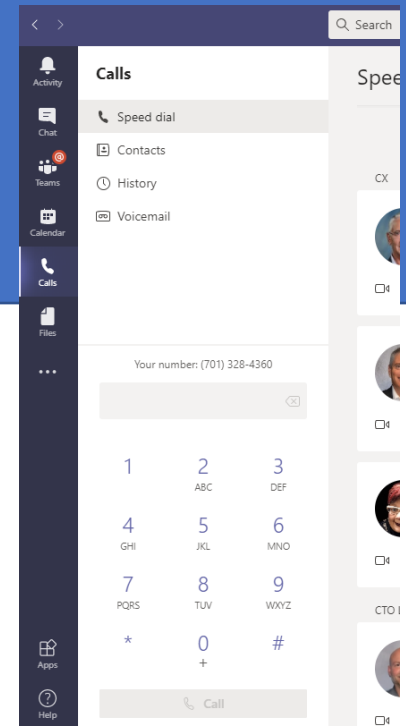 Search
Activity
Chat
Teams
Calendar
Calls
Files
Apps
Help
Calls
Speed dial
Contacts
History
Voicemail
Your number: (701) 328-4360
1 2 3
ABC DEF
4 5 6
GHI JKL MNO
7 8 9
PQRS TUV WXYZ
* 0 #
+
Call
Spee
CX
CTO